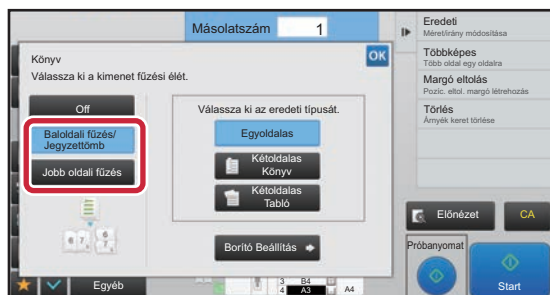 Másolatszám 1
Könyv
OK
Válassza ki a kimenet fűzési élét.
Off
Baloldali fűzés/
Jegyzettömb
Jobb oldali fűzés
Válassza ki az eredeti típusát.
Egyoldalas
Kétoldalas
Könyv
Kétoldalas
Tabló
Borító Beállítás
Egyéb
3 B4
4 A3 A4
Eredeti
Méret/irány módosítása
Többképes
Több oldal egy oldalra
Margó eltolás
Pozíc. eltol. margó létrehozás
Törlés
Árnyék keret törlése
Előnézet
CA
Próbanyomat
Start